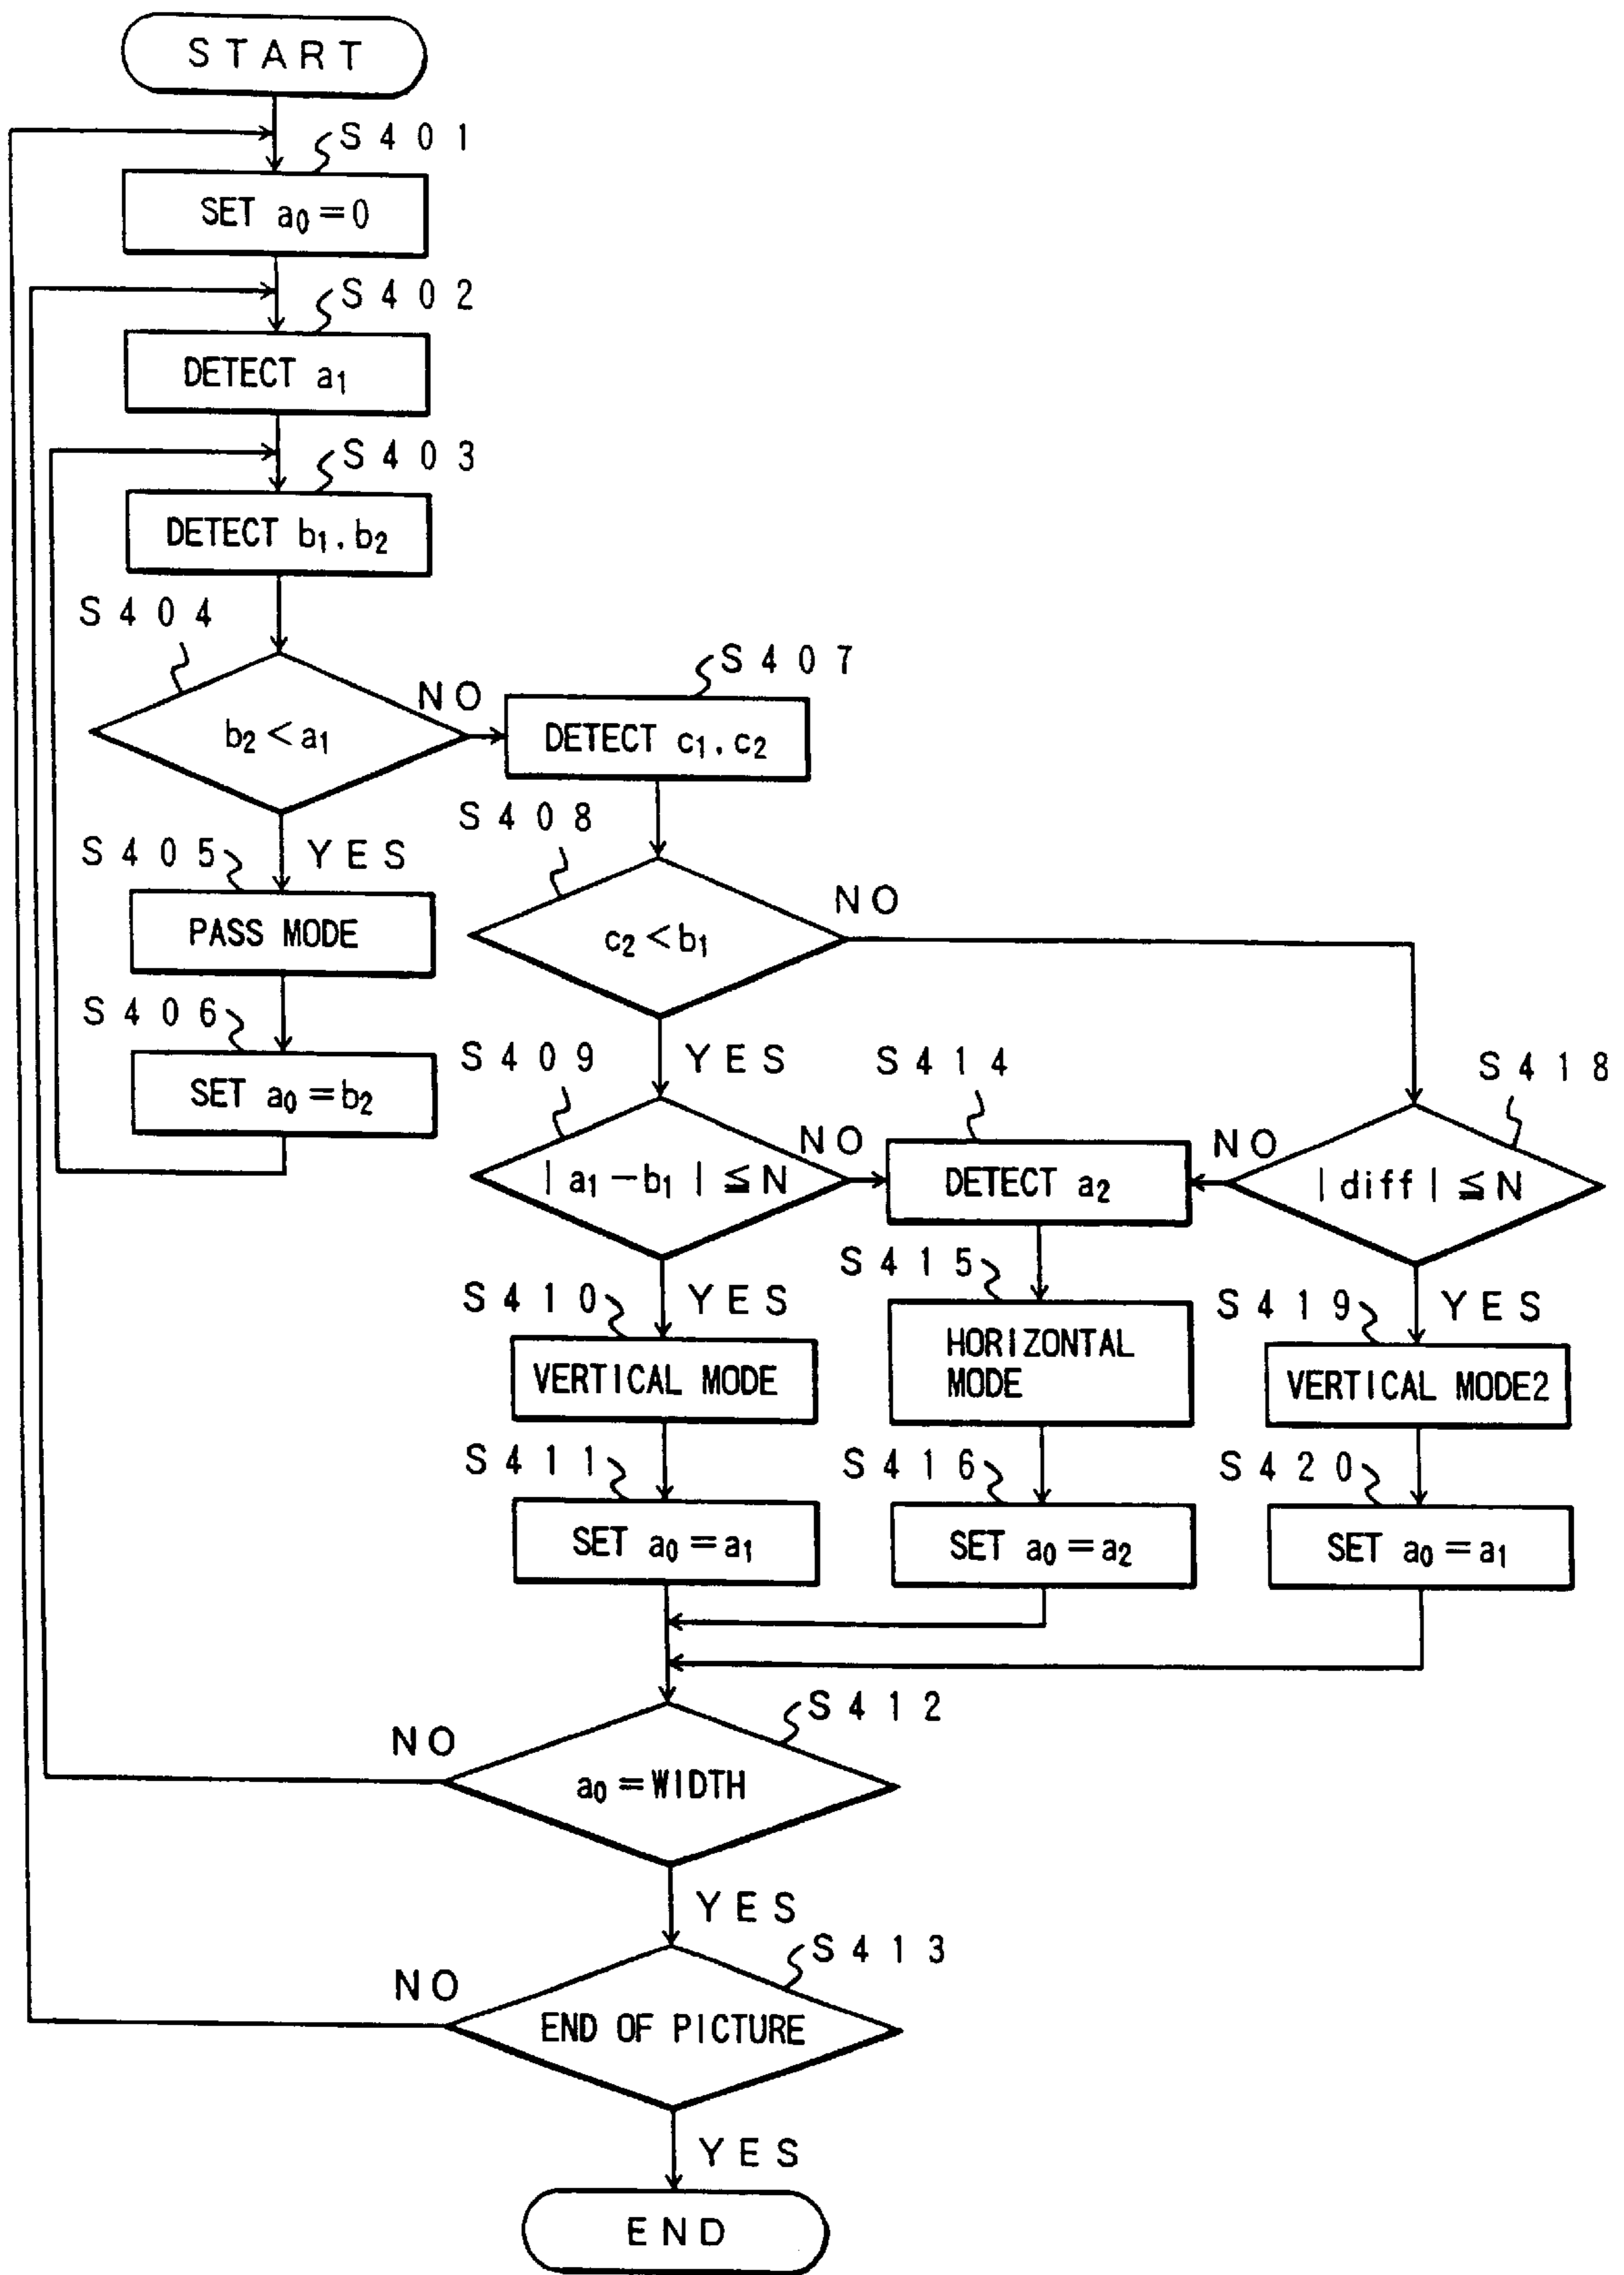 START
S401
SET a₀=0
S402
DETECT a₁
S403
DETECT b₁, b₂
S404
b₂<a₁
NO
YES
S405
PASS MODE
S406
SET a₀=b₂
S407
DETECT c₁, c₂
S408
c₂<b₁
NO
YES
S409
|a₁−b₁|≦N
NO
YES
S410
VERTICAL MODE
S411
SET a₀=a₁
S414
DETECT a₂
S415
HORIZONTAL
MODE
S416
SET a₀=a₂
S418
|diff|≦N
NO
YES
S419
VERTICAL MODE2
S420
SET a₀=a₁
S412
a₀=WIDTH
NO
YES
S413
END OF PICTURE
NO
YES
END